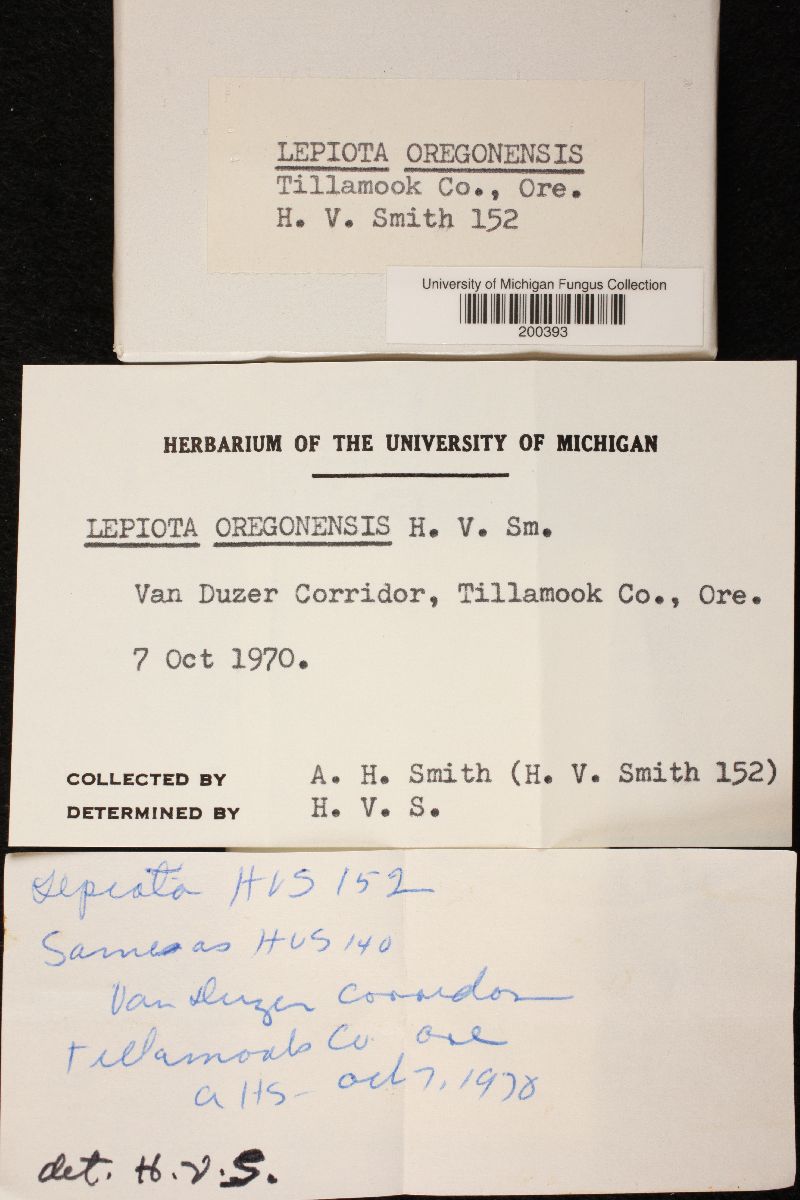 LEPIOTA OREGONENSIS
Tillamook Co., Ore.
H. V. Smith 152
University of Michigan Fungus Collection
200393
HERBARIUM OF THE UNIVERSITY OF MICHIGAN
LEPIOTA OREGONENSIS H. V. Sm.
Van Duzer Corridor, Tillamook Co., Ore.
7 Oct 1970.
COLLECTED BY A. H. Smith (H. V. Smith 152)
DETERMINED BY H. V. S.
Lepiota HVS 152
Same as HVS 140
Van Duzer Corridor
Tillamook Co Ore
AHS- Oct 7, 1970
det. H.V.S.